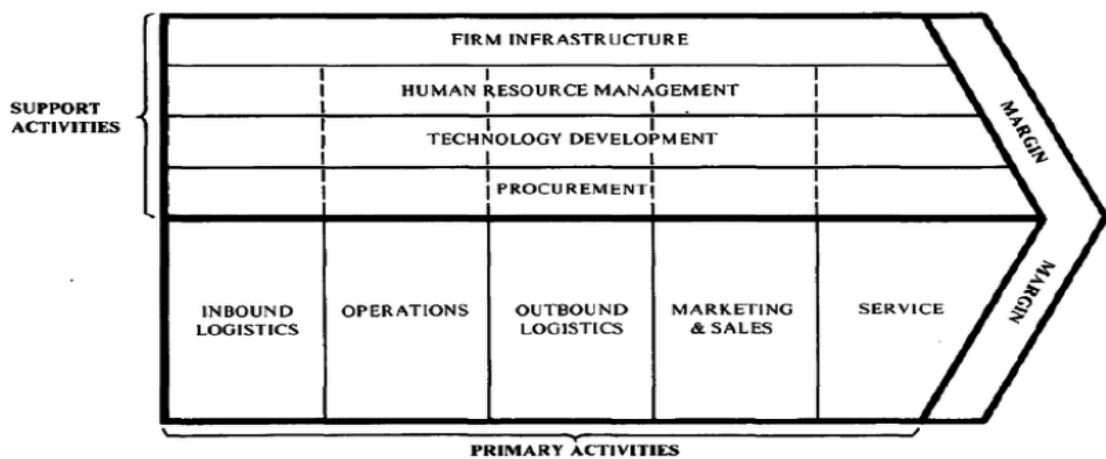 FIRM INFRASTRUCTURE
HUMAN RESOURCE MANAGEMENT
SUPPORT
ACTIVITIES
TECHNOLOGY DEVELOPMENT
PROCUREMENT
MARGIN
MARGIN
INBOUND
LOGISTICS
OPERATIONS
OUTBOUND
LOGISTICS
MARKETING
& SALES
SERVICE
PRIMARY ACTIVITIES